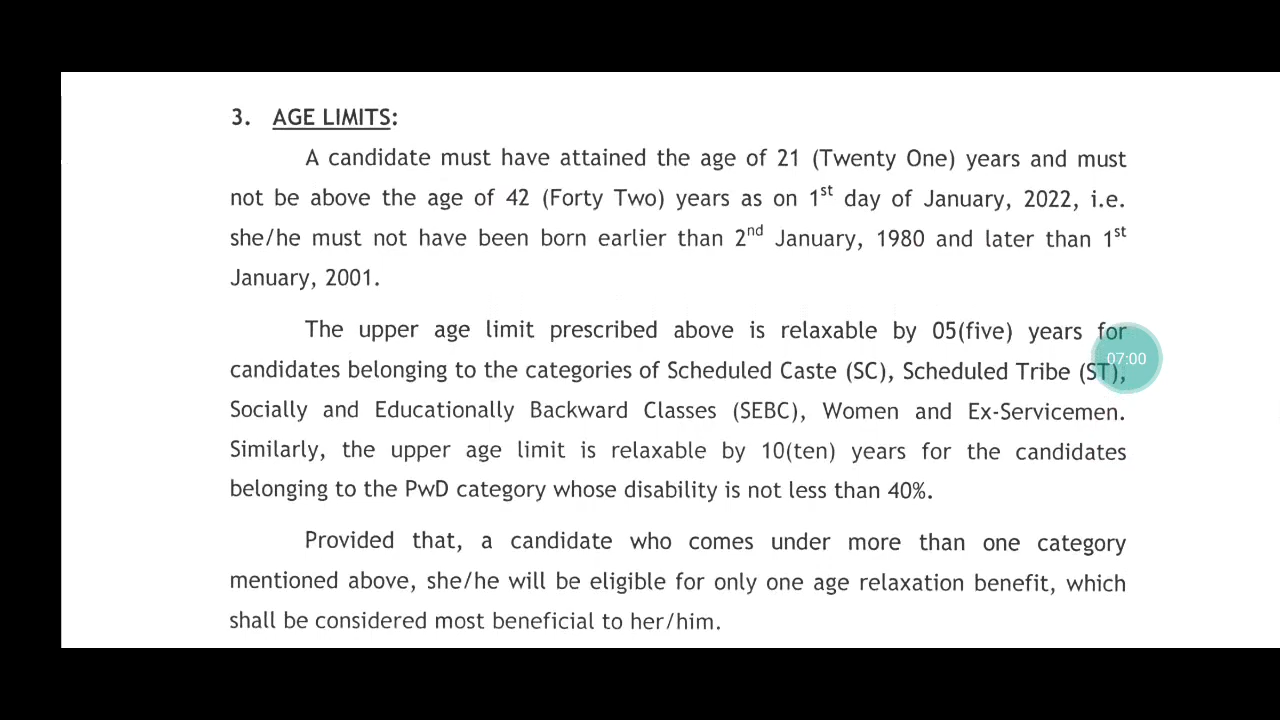 3. AGE LIMITS:
A candidate must have attained the age of 21 (Twenty One) years and must
not be above the age of 42 (Forty Two) years as on 1st day of January, 2022, i.e.
she/he must not have been born earlier than 2nd January, 1980 and later than 1st
January, 2001.
The upper age limit prescribed above is relaxable by 05(five) years for
candidates belonging to the categories of Scheduled Caste (SC), Scheduled Tribe (ST),
07:00
Socially and Educationally Backward Classes (SEBC), Women and Ex-Servicemen.
Similarly, the upper age limit is relaxable by 10(ten) years for the candidates
belonging to the PwD category whose disability is not less than 40%.
Provided that, a candidate who comes under more than one category
mentioned above, she/he will be eligible for only one age relaxation benefit, which
shall be considered most beneficial to her/him.